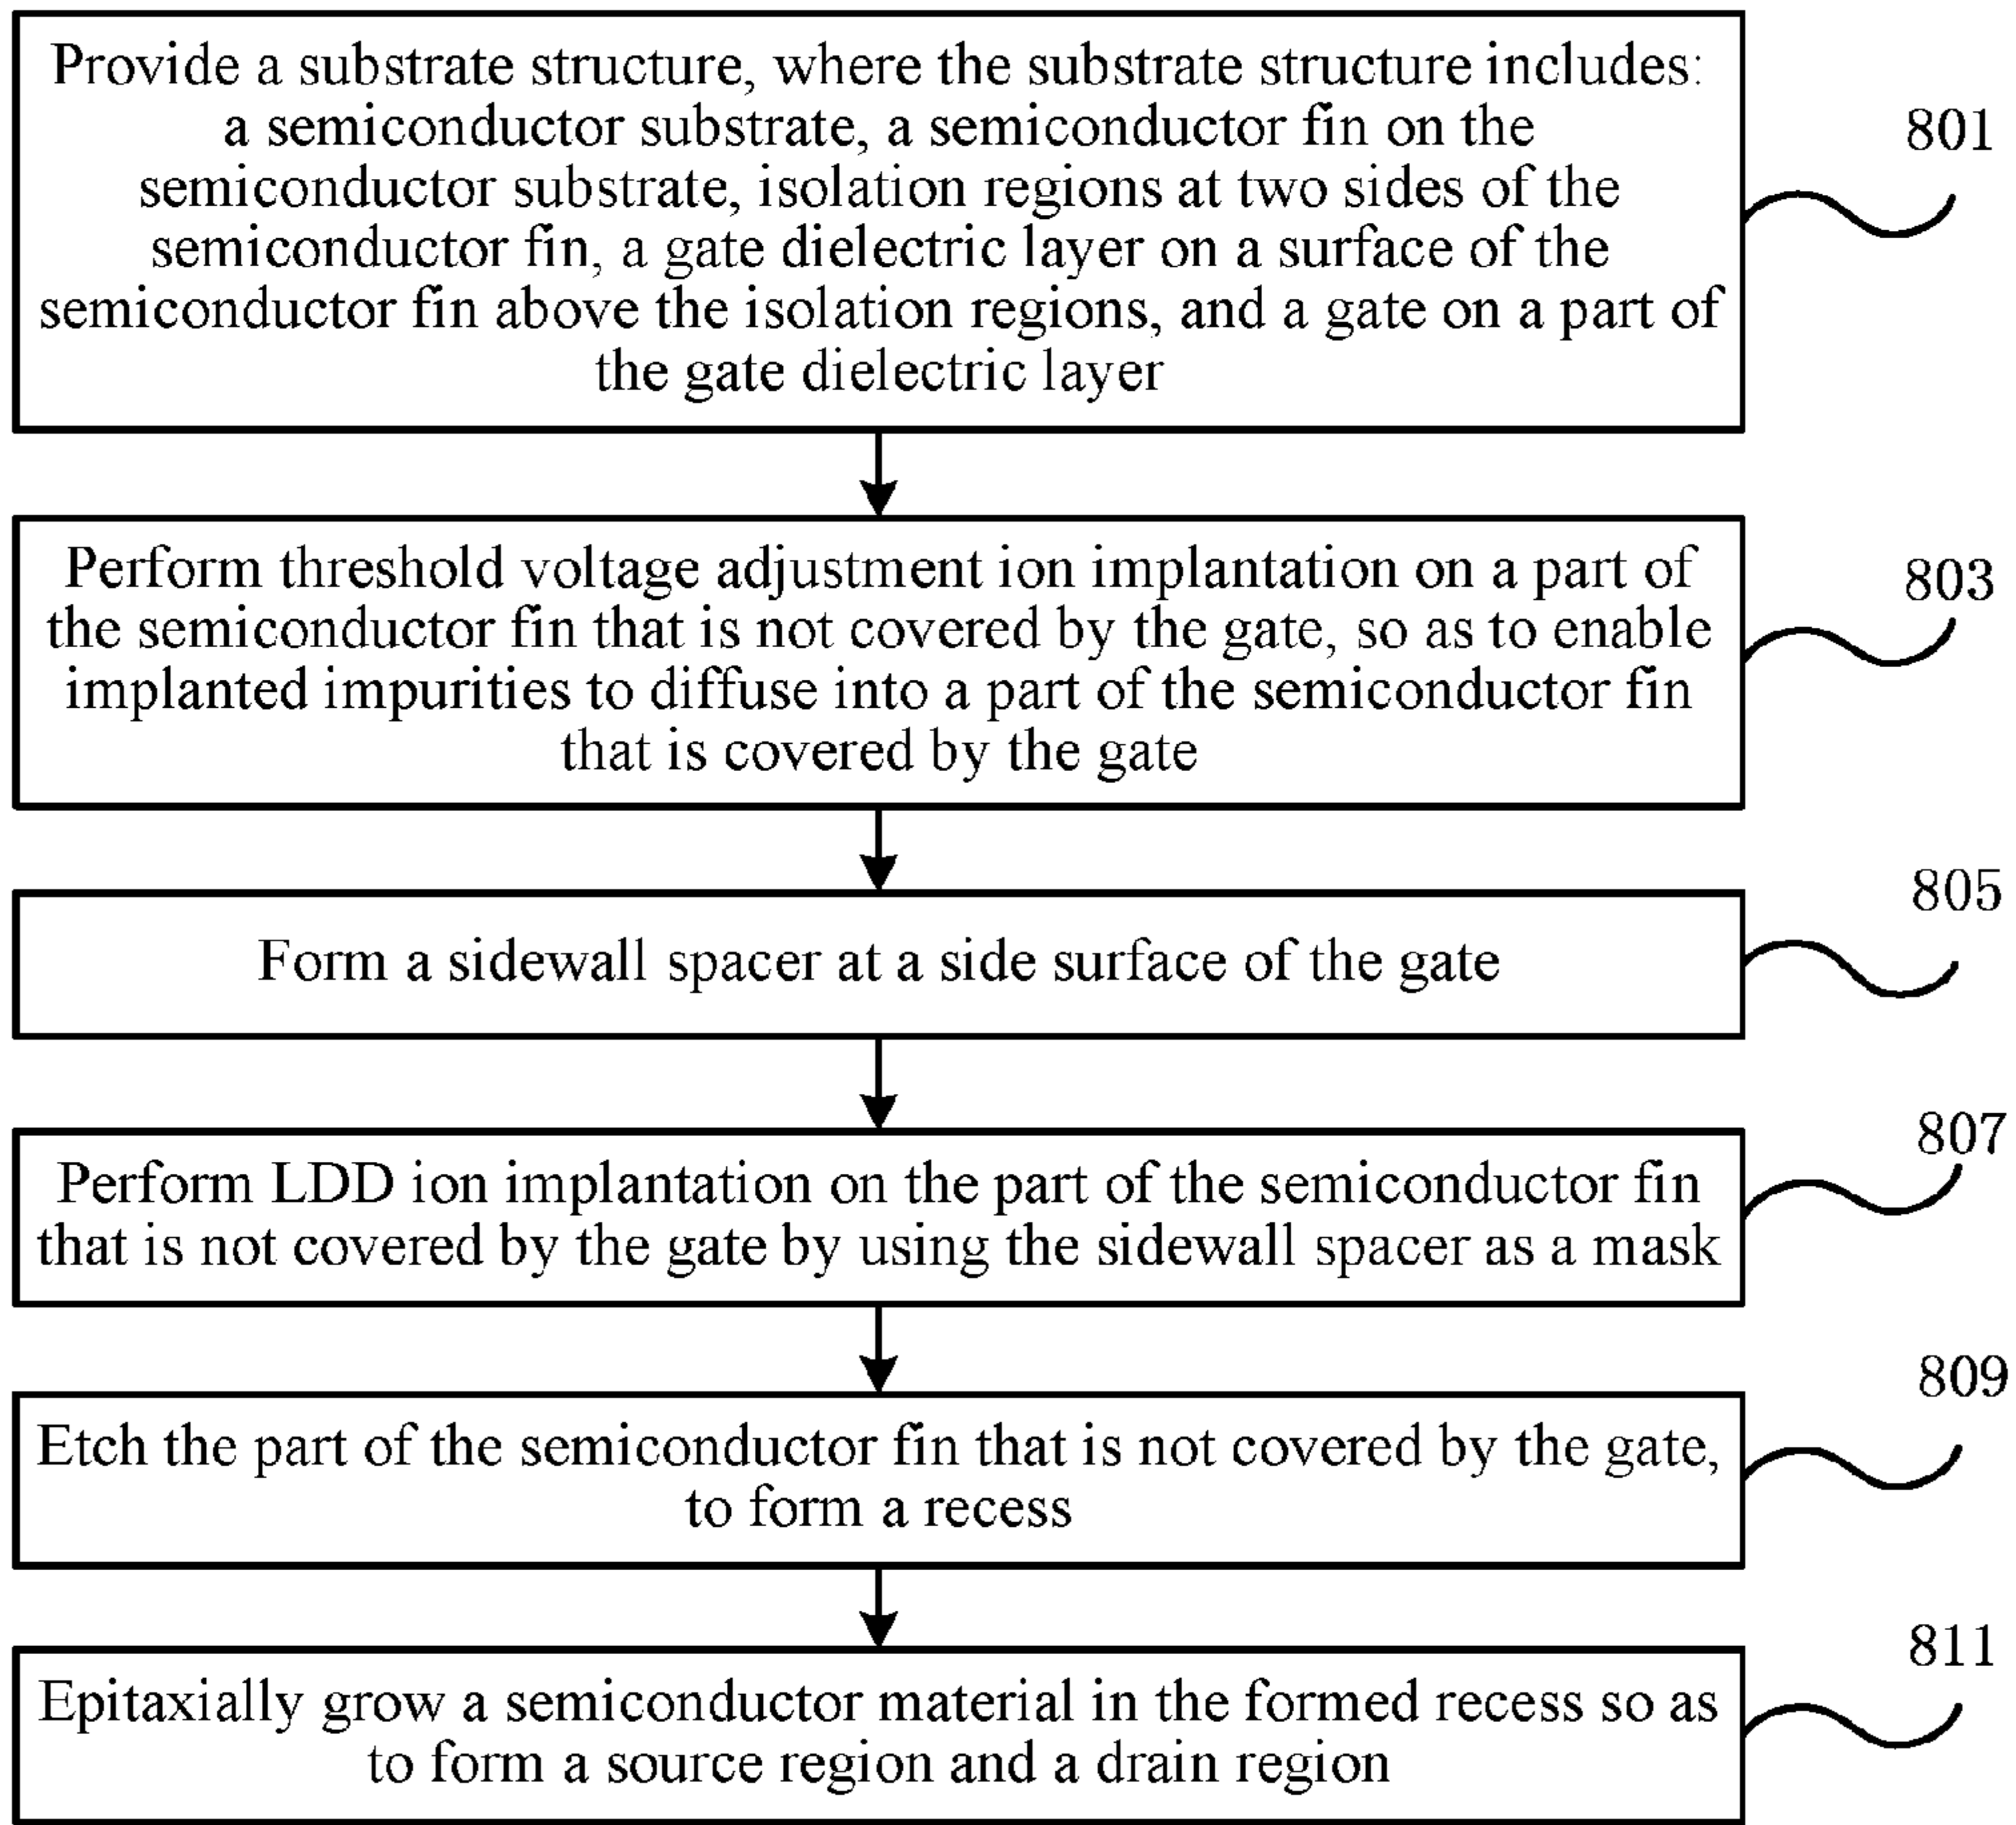 Provide a substrate structure, where the substrate structure includes:
a semiconductor substrate, a semiconductor fin on the
semiconductor substrate, isolation regions at two sides of the
semiconductor fin, a gate dielectric layer on a surface of the
semiconductor fin above the isolation regions, and a gate on a part of
the gate dielectric layer
801
Perform threshold voltage adjustment ion implantation on a part of
the semiconductor fin that is not covered by the gate, so as to enable
implanted impurities to diffuse into a part of the semiconductor fin
that is covered by the gate
803
Form a sidewall spacer at a side surface of the gate
805
Perform LDD ion implantation on the part of the semiconductor fin
that is not covered by the gate by using the sidewall spacer as a mask
807
Etch the part of the semiconductor fin that is not covered by the gate,
to form a recess
809
Epitaxially grow a semiconductor material in the formed recess so as
to form a source region and a drain region
811